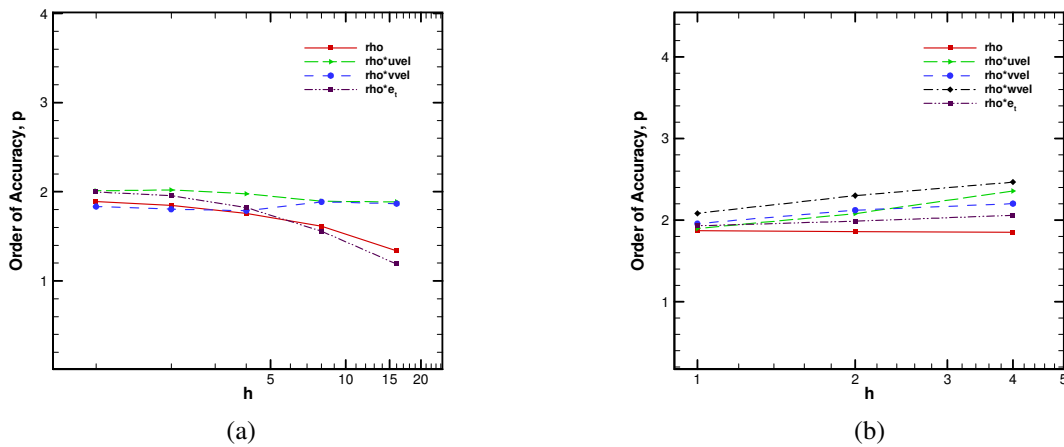 4
3
2
1
Order of Accuracy, p
rho
rho*uvel
rho*vvel
rho*e_t
5 10 15 20
h
(a)
4
2
1
Order of Accuracy, p
rho
rho*uvel
rho*vvel
rho*wvel
rho*e_t
1 2 3 4 5
h
(b)